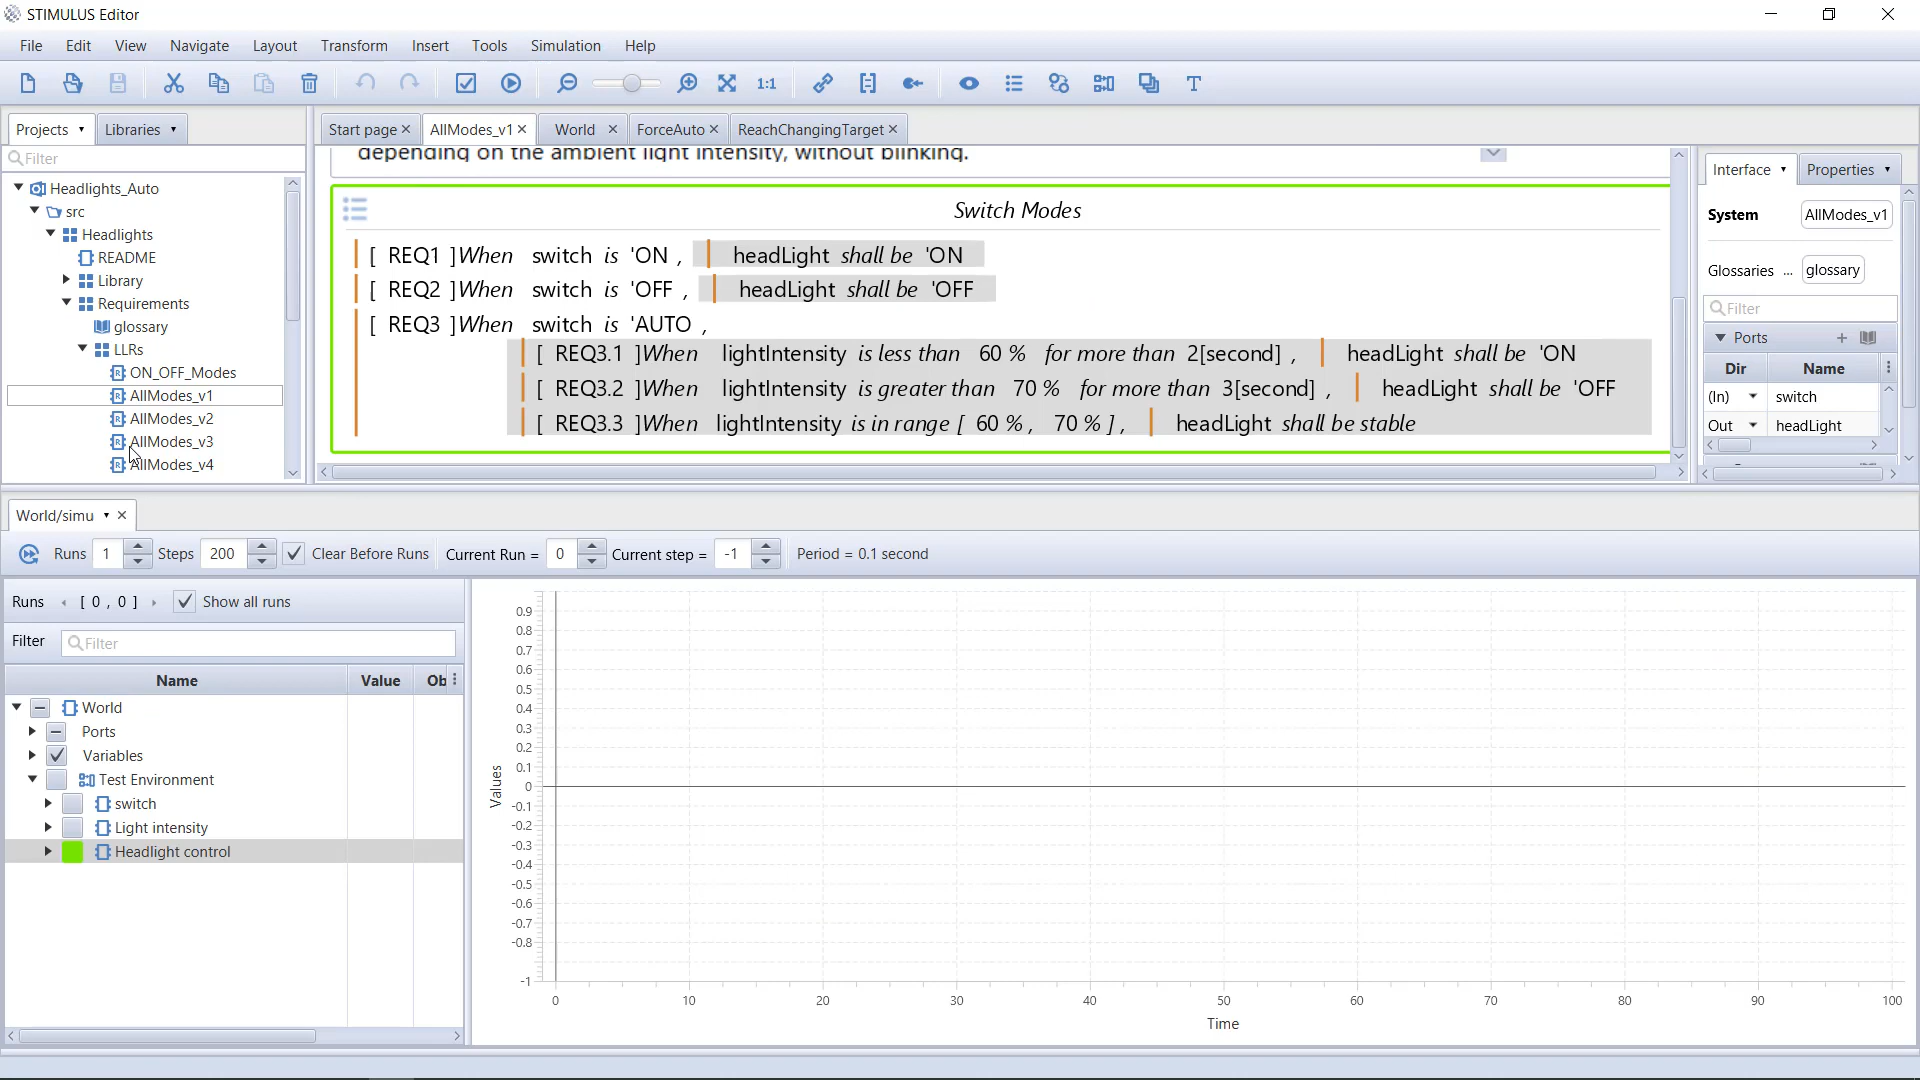 STIMULUS Editor
File Edit View Navigate Layout Transform Insert Tools Simulation Help
1:1
Projects Libraries
Start page AllModes_v1 World ForceAuto ReachChangingTarget
Filter
Headlights_Auto
src
Headlights
README
Library
Requirements
glossary
LLRs
ON_OFF_Modes
AllModes_v1
AllModes_v2
AllModes_v3
AllModes_v4
depending on the ambient light intensity, without blinking.
Switch Modes
[ REQ1 ]When switch is 'ON , headLight shall be 'ON
[ REQ2 ]When switch is 'OFF , headLight shall be 'OFF
[ REQ3 ]When switch is 'AUTO ,
[ REQ3.1 ]When lightIntensity is less than 60 % for more than 2[second] , headLight shall be 'ON
[ REQ3.2 ]When lightIntensity is greater than 70 % for more than 3[second] , headLight shall be 'OFF
[ REQ3.3 ]When lightIntensity is in range [ 60 % , 70 % ] , headLight shall be stable
Interface Properties
System AllModes_v1
Glossaries ... glossary
Filter
Ports
Dir Name
(In) switch
Out headLight
World/simu
Runs 1 Steps 200 Clear Before Runs Current Run = 0 Current step = -1 Period = 0.1 second
Runs [ 0 , 0 ] Show all runs
Filter Filter
Name Value Ob
World
Ports
Variables
Test Environment
switch
Light intensity
Headlight control
Values
0.9
0.8
0.7
0.6
0.5
0.4
0.3
0.2
0.1
0
-0.1
-0.2
-0.3
-0.4
-0.5
-0.6
-0.7
-0.8
-1
0 10 20 30 40 50 60 70 80 90 100
Time